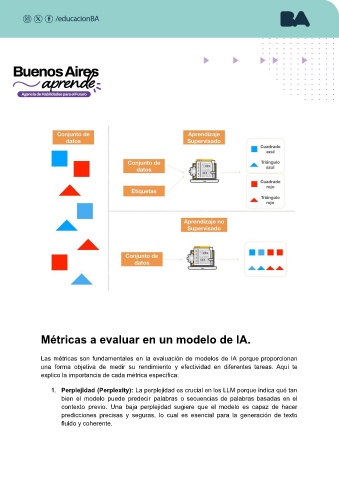 /educacionBA
BA
Buenos Aires
aprende
Agencia de Habilidades para el Futuro
Conjunto de
datos
Aprendizaje
Supervisado
Conjunto de
datos
Etiquetas
Cuadrado
azul
Triángulo
azul
Cuadrado
rojo
Triángulo
rojo
Aprendizaje no
Supervisado
Conjunto de
datos
Métricas a evaluar en un modelo de IA.
Las métricas son fundamentales en la evaluación de modelos de IA porque proporcionan
una forma objetiva de medir su rendimiento y efectividad en diferentes tareas. Aquí te
explico la importancia de cada métrica específica:
1. Perplejidad (Perplexity): La perplejidad es crucial en los LLM porque indica qué tan
bien el modelo puede predecir palabras o secuencias de palabras basadas en el
contexto previo. Una baja perplejidad sugiere que el modelo es capaz de hacer
predicciones precisas y seguras, lo cual es esencial para la generación de texto
fluido y coherente.